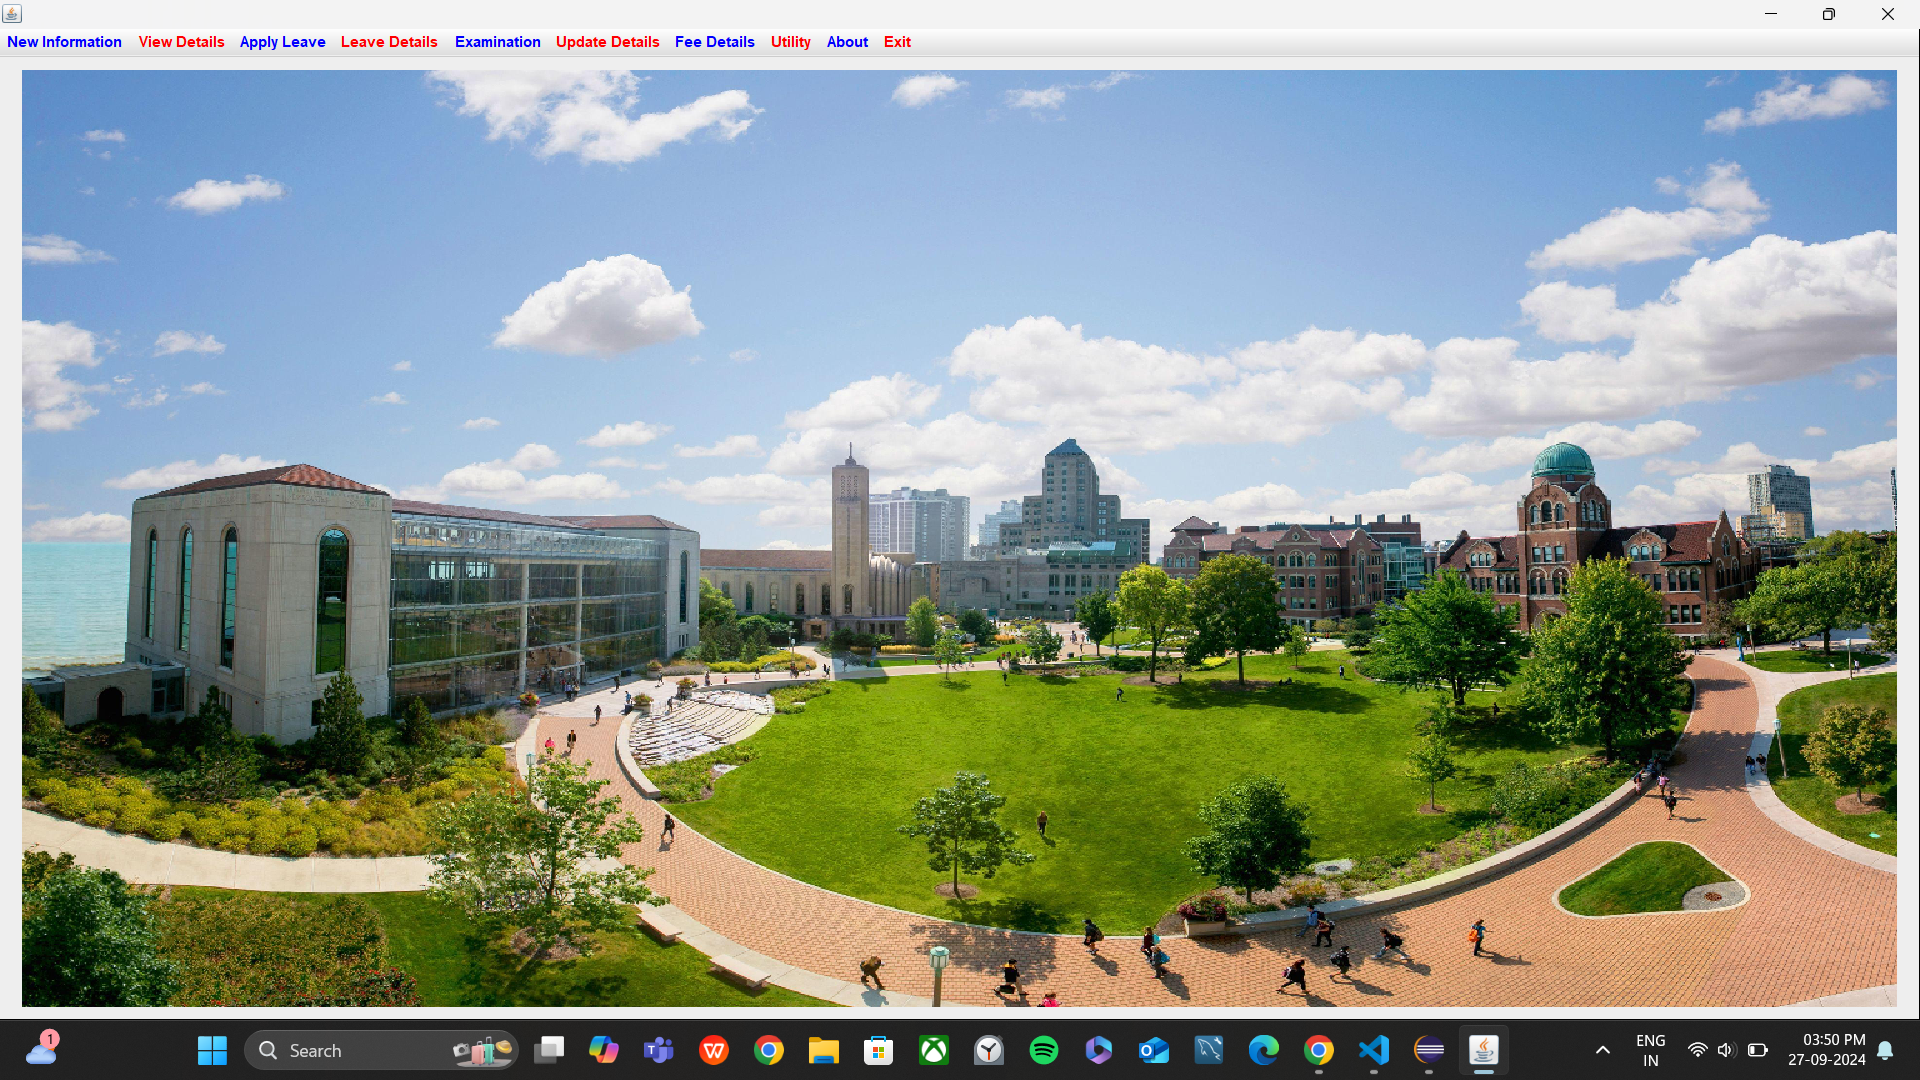 New Information View Details Apply Leave Leave Details Examination Update Details Fee Details Utility About Exit
1
Search
ENG
IN
03:50 PM
27-09-2024